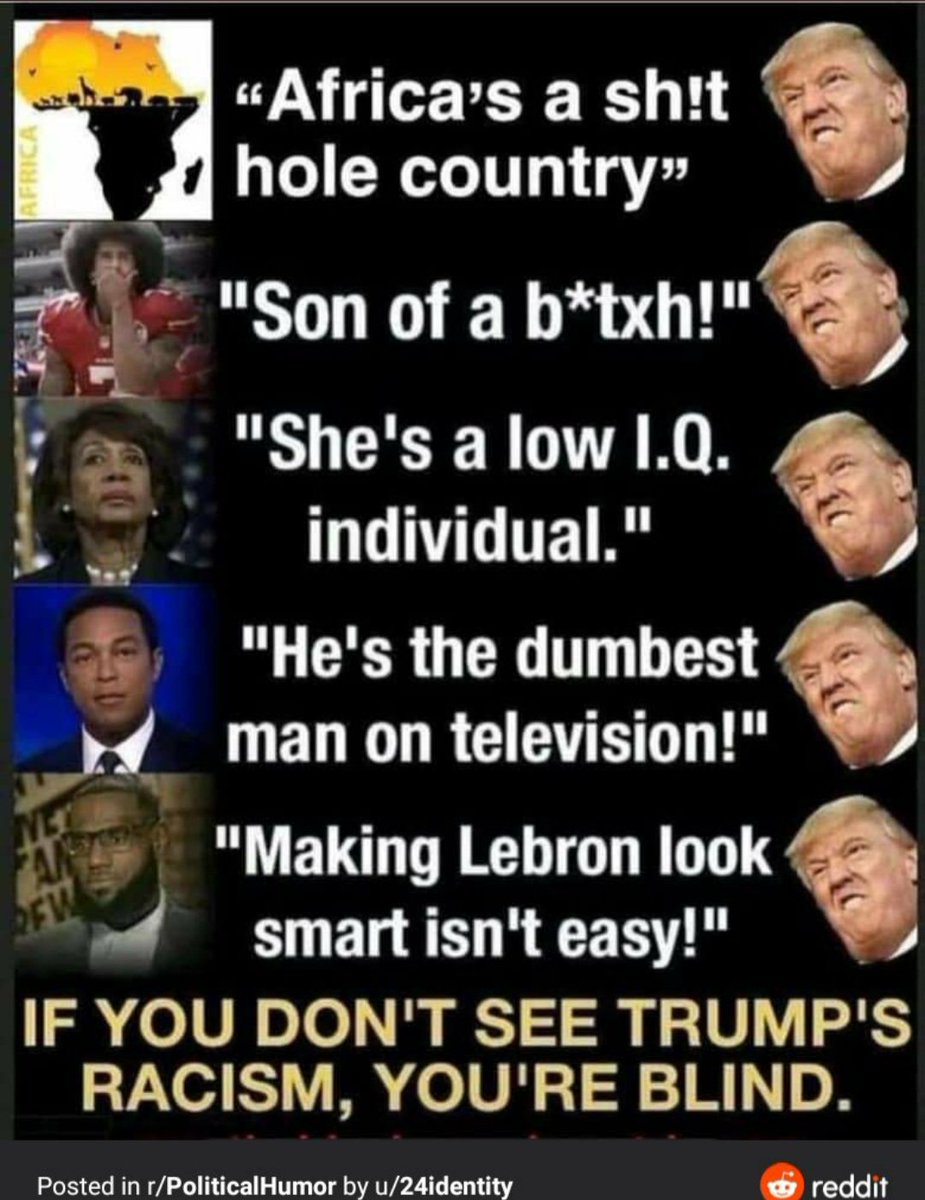 AFRICA
“Africa's a sh!t
hole country”
"Son of a b*txh!"
"She's a low I.Q.
individual."
"He's the dumbest
man on television!"
"Making Lebron look
smart isn't easy!"
IF YOU DON'T SEE TRUMP'S
RACISM, YOU'RE BLIND.
Posted in r/PoliticalHumor by u/24identity
reddit